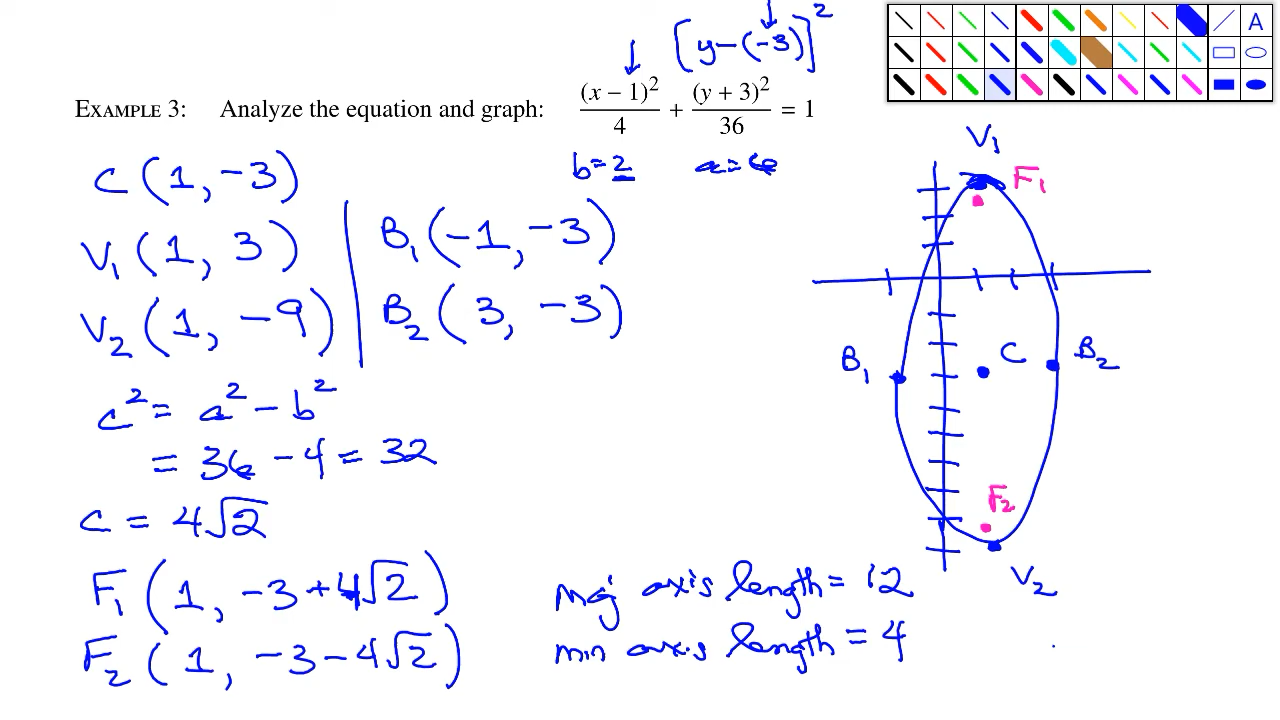 [y-(-3)]²
EXAMPLE 3: Analyze the equation and graph: (x − 1)²/4 + (y + 3)²/36 = 1
b=2 a=6
C (1, -3)
V₁ (1, 3) B₁(-1, -3)
V₂ (1, -9) B₂(3, -3)
c² = a² - b²
= 36 - 4 = 32
c = 4√2
F₁ (1, -3+4√2)
F₂ (1, -3-4√2)
maj axis length = 12
min axis length = 4
V₁
F₁
B₁ C B₂
F₂
V₂
A